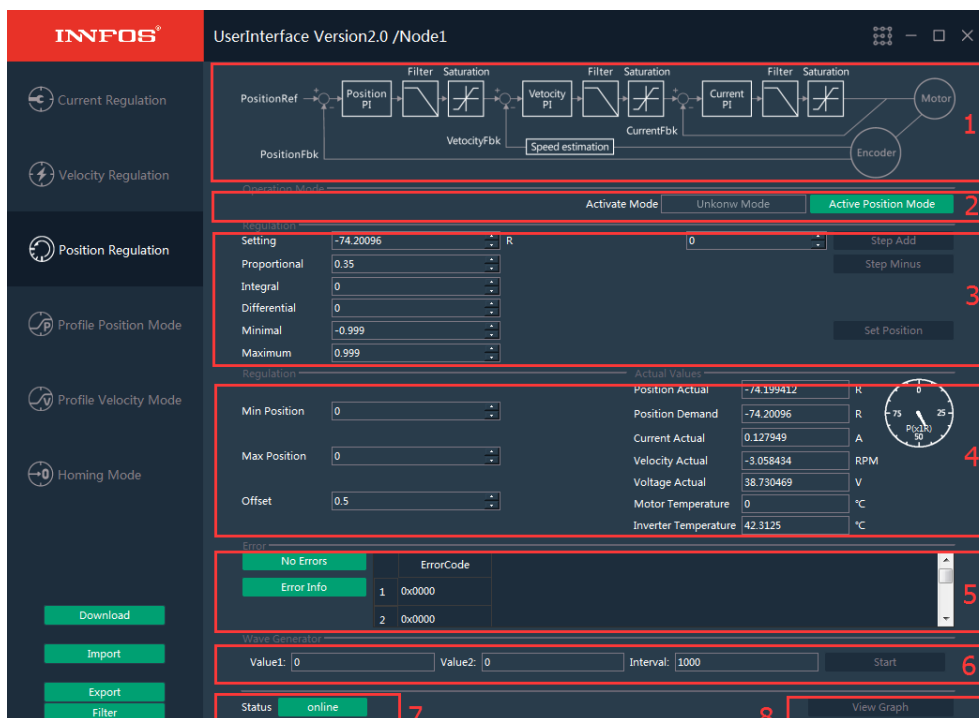 INNFOS®
UserInterface Version2.0 /Node1
Current Regulation
Velocity Regulation
Position Regulation
Profile Position Mode
Profile Velocity Mode
Homing Mode
Download
Import
Export
Filter
Filter Saturation Filter Saturation Filter Saturation
PositionRef + Position PI + Vetocity PI + Current PI Motor
- - -
VetocityFbk Speed estimation CurrentFbk
PositionFbk Encoder
1
Operation Mode
Activate Mode Unkonw Mode Active Position Mode 2
Regulation
Setting -74.20096 R 0 Step Add
Proportional 0.35 Step Minus
Integral 0 3
Differential 0
Minimal -0.999 Set Position
Maximum 0.999
Regulation Actual Values
Position Actual -74.199412 R
Min Position 0 Position Demand -74.20096 R
0 25 50 75 P(x1R)
Current Actual 0.127949 A
Max Position 0 Velocity Actual -3.058434 RPM 4
Voltage Actual 38.730469 V
Offset 0.5 Motor Temperature 0 °C
Inverter Temperature 42.3125 °C
Error
No Errors ErrorCode
Error Info 1 0x0000 5
2 0x0000
Wave Generator
Value1: 0 Value2: 0 Interval: 1000 Start 6
Status online 7 8 View Graph